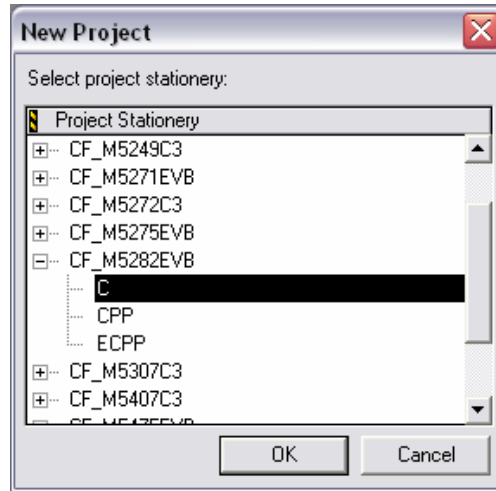 New Project
Select project stationery:
Project Stationery
CF_M5249C3
CF_M5271EVB
CF_M5272C3
CF_M5275EVB
CF_M5282EVB
C
CPP
ECPP
CF_M5307C3
CF_M5407C3
OK Cancel